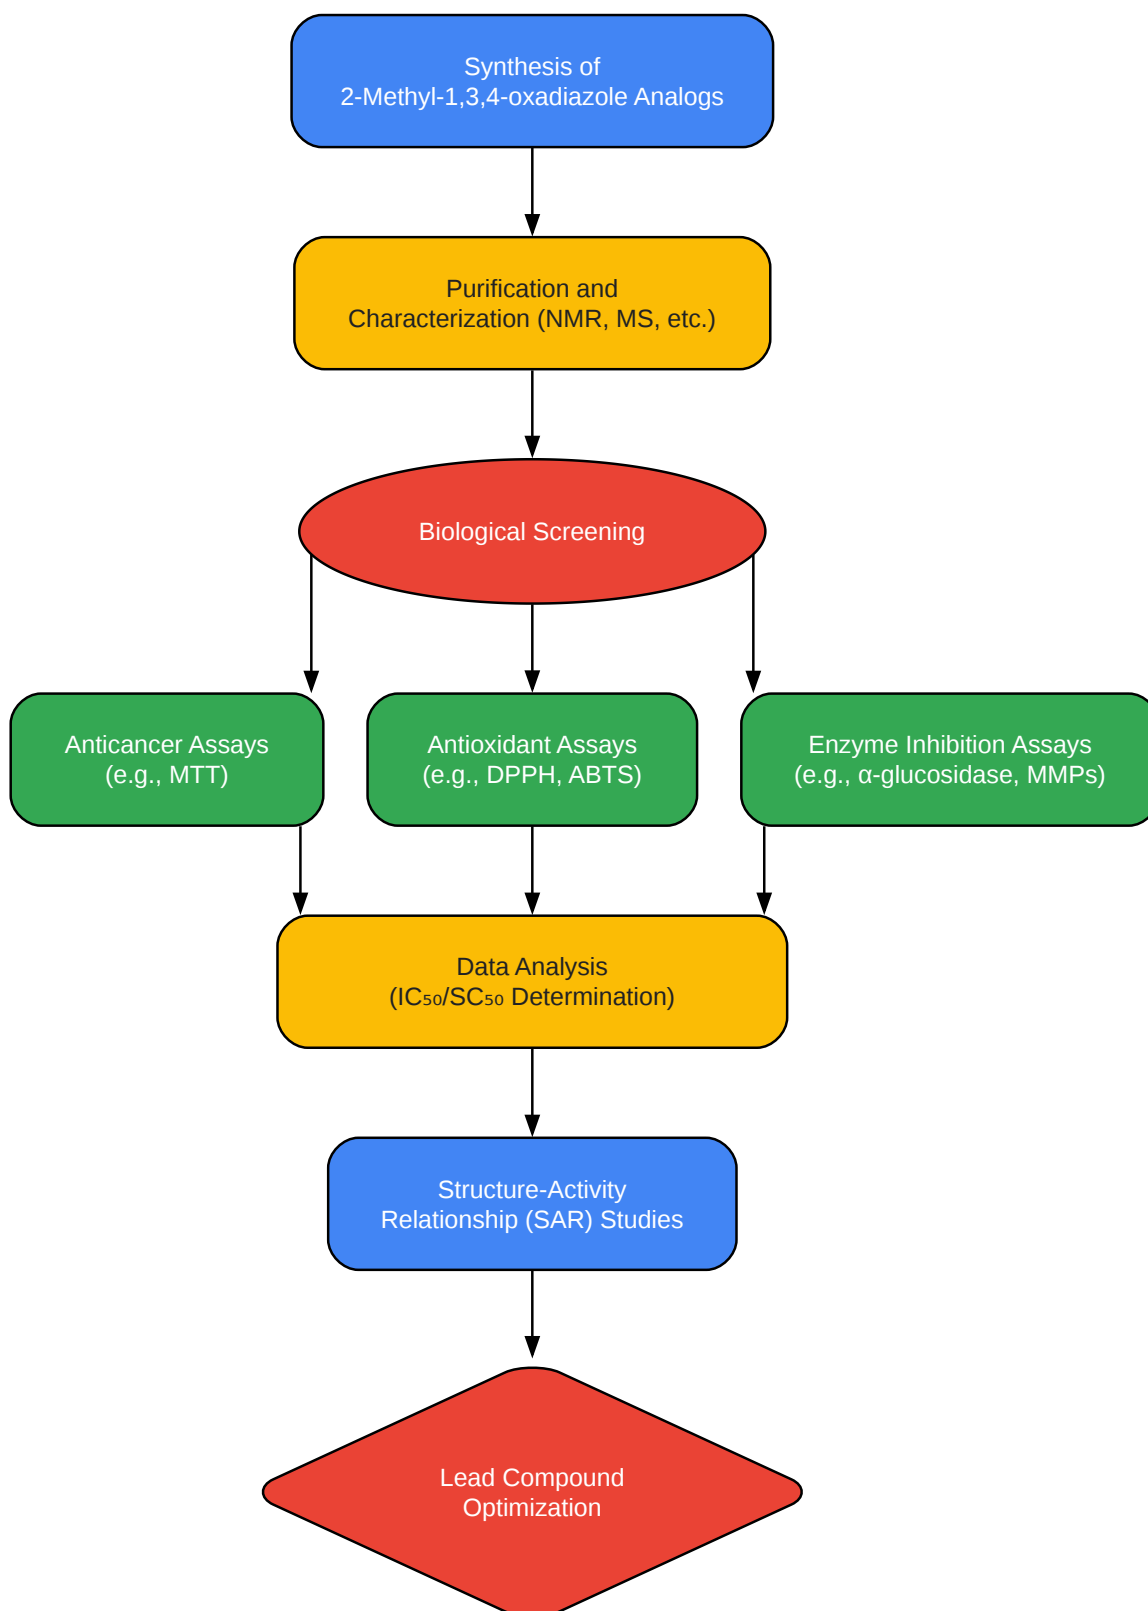 Synthesis of
2-Methyl-1,3,4-oxadiazole Analogs
Purification and
Characterization (NMR, MS, etc.)
Biological Screening
Anticancer Assays
(e.g., MTT)
Antioxidant Assays
(e.g., DPPH, ABTS)
Enzyme Inhibition Assays
(e.g., α-glucosidase, MMPs)
Data Analysis
(IC₅₀/SC₅₀ Determination)
Structure-Activity
Relationship (SAR) Studies
Lead Compound
Optimization